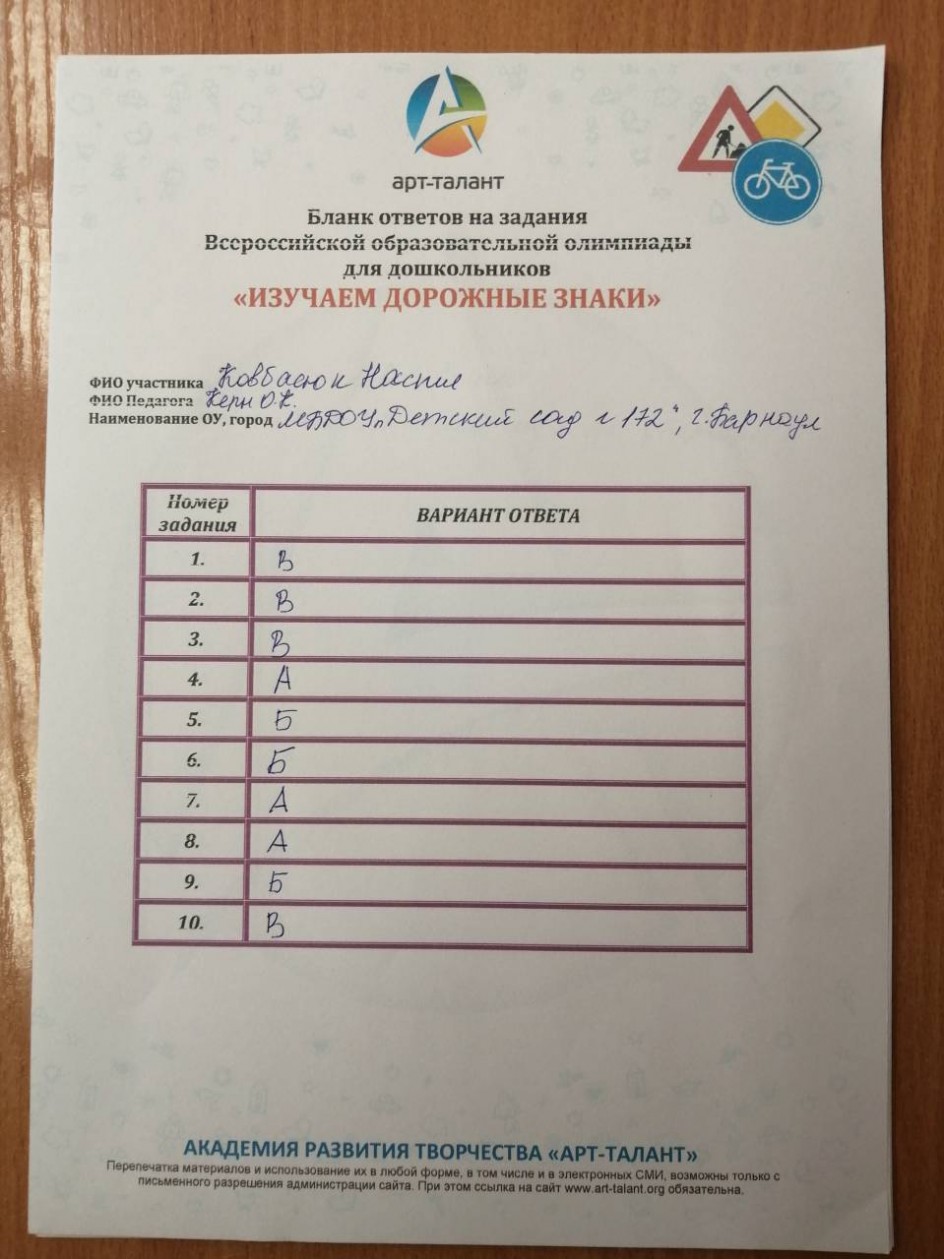 арт-талант
Бланк ответов на задания
Всероссийской образовательной олимпиады
для дошкольников
«ИЗУЧАЕМ ДОРОЖНЫЕ ЗНАКИ»
ФИО участника Ковбасюк
ФИО Педагога Керн О.К.
Наименование ОУ, город МБДОУ „Детский сад г 172", г. Барнаул
Номер задания ВАРИАНТ ОТВЕТА
1. В
2. В
3. В
4. А
5. Б
6. Б
7. А
8. А
9. Б
10. В
АКАДЕМИЯ РАЗВИТИЯ ТВОРЧЕСТВА «АРТ-ТАЛАНТ»
Перепечатка материалов и использование их в любой форме, в том числе и в электронных СМИ, возможны только с
письменного разрешения администрации сайта. При этом ссылка на сайт www.art-talant.org обязательна.